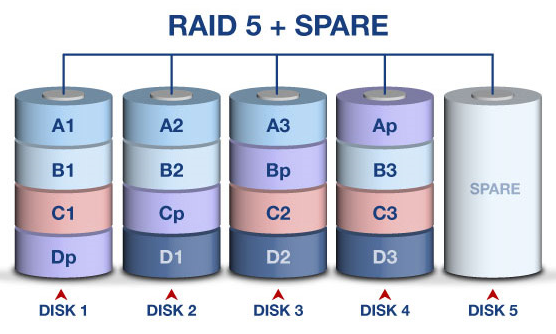 RAID 5 + SPARE
A1 A2 A3 Ap
B1 B2 Bp B3
SPARE
C1 Cp C2 C3
Dp D1 D2 D3
DISK 1 DISK 2 DISK 3 DISK 4 DISK 5